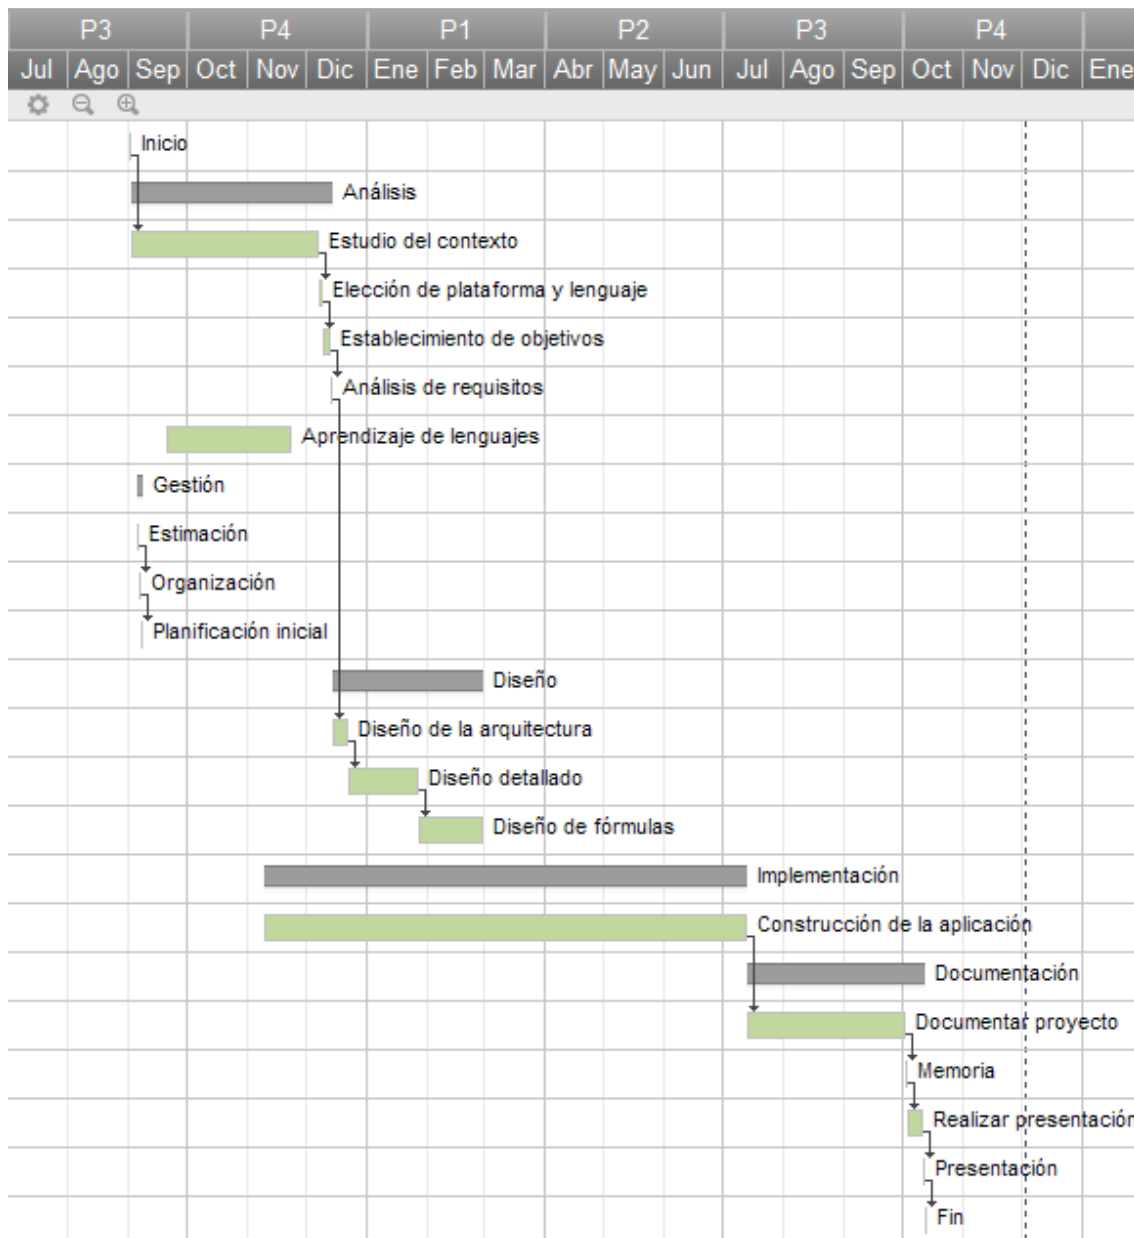 P3 P4 P1 P2 P3 P4
Jul Ago Sep Oct Nov Dic Ene Feb Mar Abr May Jun Jul Ago Sep Oct Nov Dic Ene
Inicio
Análisis
Estudio del contexto
Elección de plataforma y lenguaje
Establecimiento de objetivos
Análisis de requisitos
Aprendizaje de lenguajes
Gestión
Estimación
Organización
Planificación inicial
Diseño
Diseño de la arquitectura
Diseño detallado
Diseño de fórmulas
Implementación
Construcción de la aplicación
Documentación
Documentar proyecto
Memoria
Realizar presentación
Presentación
Fin